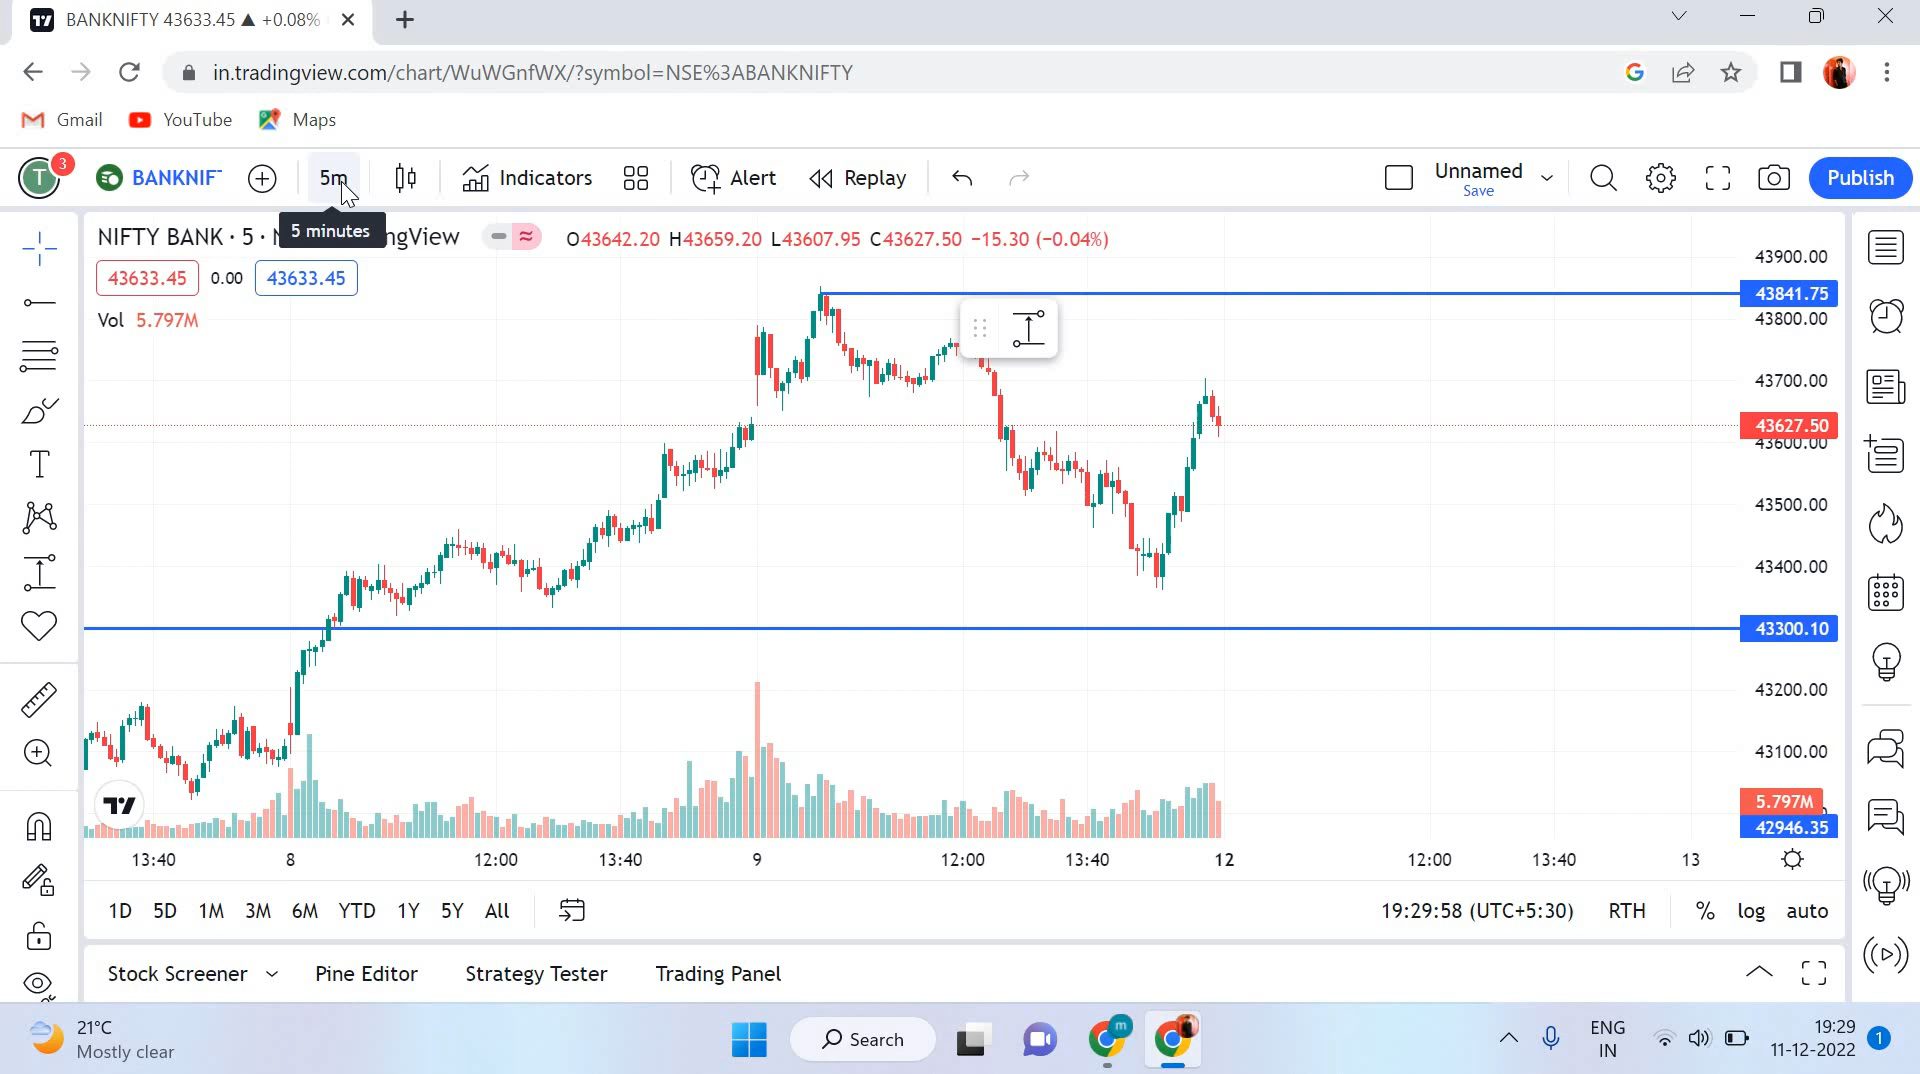 BANKNIFTY 43633.45 ▲ +0.08%
in.tradingview.com/chart/WuWGnfWX/?symbol=NSE%3ABANKNIFTY
Gmail YouTube Maps
T 3 BANKNIF 5m Indicators Alert Replay Unnamed Save Publish
5 minutes
NIFTY BANK · 5 · ngView O43642.20 H43659.20 L43607.95 C43627.50 −15.30 (−0.04%)
43633.45 0.00 43633.45
Vol 5.797M
43900.00
43841.75
43800.00
43700.00
43627.50
43600.00
43500.00
43400.00
43300.10
43200.00
43100.00
5.797M
42946.35
13:40 8 12:00 13:40 9 12:00 13:40 12 12:00 13:40 13
1D 5D 1M 3M 6M YTD 1Y 5Y All 19:29:58 (UTC+5:30) RTH % log auto
Stock Screener Pine Editor Strategy Tester Trading Panel
21°C
Mostly clear
Search
m
ENG
IN
19:29
11-12-2022
1